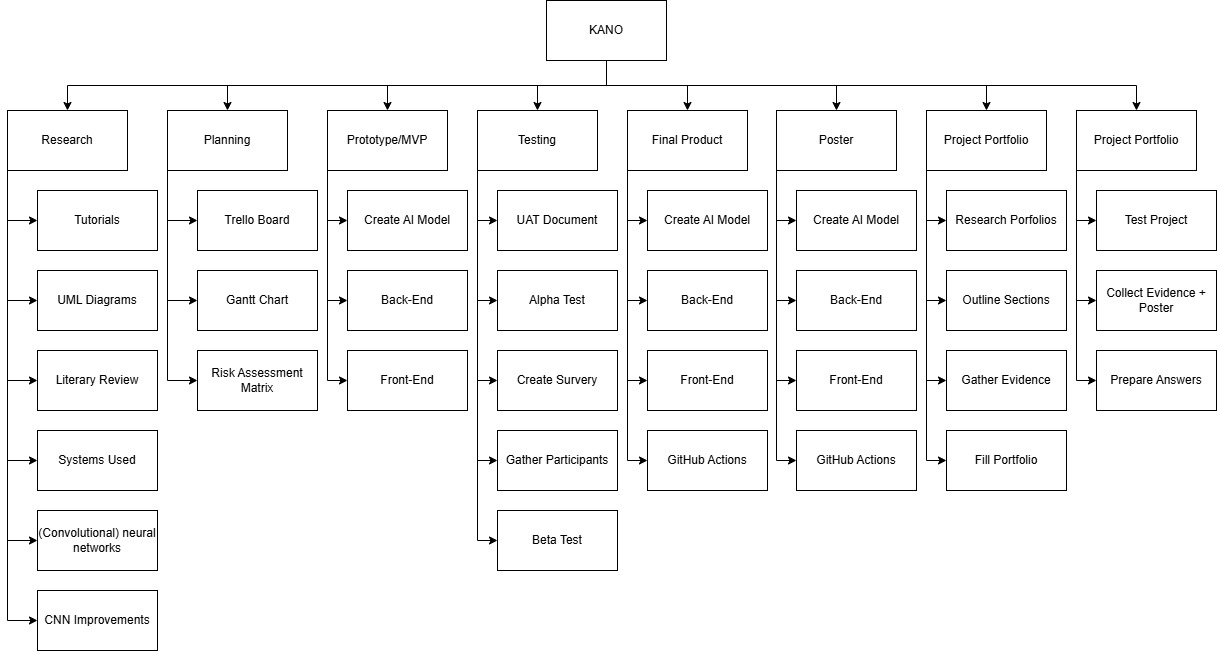 KANO
Research
Planning
Prototype/MVP
Testing
Final Product
Poster
Project Portfolio
Project Portfolio
Tutorials
Trello Board
Create AI Model
UAT Document
Create AI Model
Create AI Model
Research Porfolios
Test Project
UML Diagrams
Gantt Chart
Back-End
Alpha Test
Back-End
Back-End
Outline Sections
Collect Evidence +
Poster
Literary Review
Risk Assessment
Matrix
Front-End
Create Survery
Front-End
Front-End
Gather Evidence
Prepare Answers
Systems Used
Gather Participants
GitHub Actions
GitHub Actions
Fill Portfolio
(Convolutional) neural
networks
Beta Test
CNN Improvements